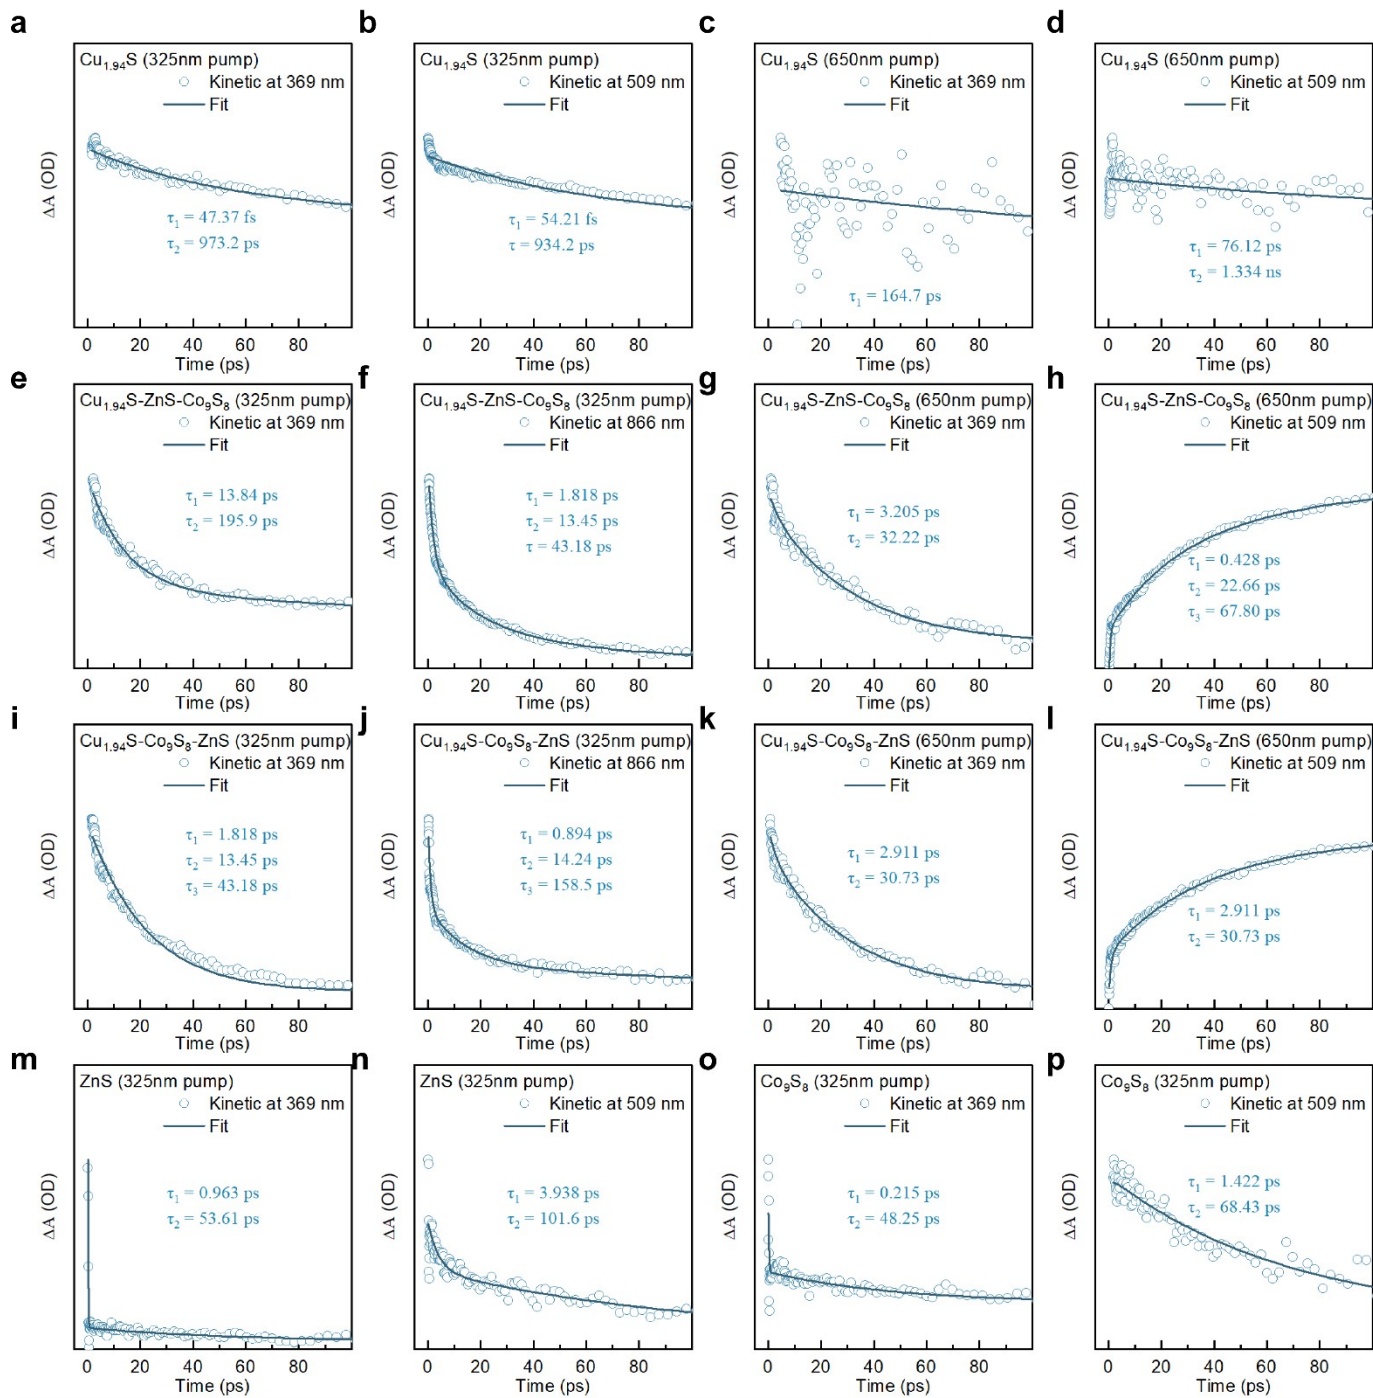 a
Cu1.94S (325nm pump)
Kinetic at 369 nm
Fit
τ1 = 47.37 fs
τ2 = 973.2 ps
ΔA (OD)
0 20 40 60 80
Time (ps)
b
Cu1.94S (325nm pump)
Kinetic at 509 nm
Fit
τ1 = 54.21 fs
τ = 934.2 ps
ΔA (OD)
0 20 40 60 80
Time (ps)
c
Cu1.94S (650nm pump)
Kinetic at 369 nm
Fit
τ1 = 164.7 ps
ΔA (OD)
0 20 40 60 80
Time (ps)
d
Cu1.94S (650nm pump)
Kinetic at 509 nm
Fit
τ1 = 76.12 ps
τ2 = 1.334 ns
ΔA (OD)
0 20 40 60 80
Time (ps)
e
Cu1.94S-ZnS-Co9S8 (325nm pump)
Kinetic at 369 nm
Fit
τ1 = 13.84 ps
τ2 = 195.9 ps
ΔA (OD)
0 20 40 60 80
Time (ps)
f
Cu1.94S-ZnS-Co9S8 (325nm pump)
Kinetic at 866 nm
Fit
τ1 = 1.818 ps
τ2 = 13.45 ps
τ = 43.18 ps
ΔA (OD)
0 20 40 60 80
Time (ps)
g
Cu1.94S-ZnS-Co9S8 (650nm pump)
Kinetic at 369 nm
Fit
τ1 = 3.205 ps
τ2 = 32.22 ps
ΔA (OD)
0 20 40 60 80
Time (ps)
h
Cu1.94S-ZnS-Co9S8 (650nm pump)
Kinetic at 509 nm
Fit
τ1 = 0.428 ps
τ2 = 22.66 ps
τ3 = 67.80 ps
ΔA (OD)
0 20 40 60 80
Time (ps)
i
Cu1.94S-Co9S8-ZnS (325nm pump)
Kinetic at 369 nm
Fit
τ1 = 1.818 ps
τ2 = 13.45 ps
τ3 = 43.18 ps
ΔA (OD)
0 20 40 60 80
Time (ps)
j
Cu1.94S-Co9S8-ZnS (325nm pump)
Kinetic at 866 nm
Fit
τ1 = 0.894 ps
τ2 = 14.24 ps
τ3 = 158.5 ps
ΔA (OD)
0 20 40 60 80
Time (ps)
k
Cu1.94S-Co9S8-ZnS (650nm pump)
Kinetic at 369 nm
Fit
τ1 = 2.911 ps
τ2 = 30.73 ps
ΔA (OD)
0 20 40 60 80
Time (ps)
l
Cu1.94S-Co9S8-ZnS (650nm pump)
Kinetic at 509 nm
Fit
τ1 = 2.911 ps
τ2 = 30.73 ps
ΔA (OD)
0 20 40 60 80
Time (ps)
m
ZnS (325nm pump)
Kinetic at 369 nm
Fit
τ1 = 0.963 ps
τ2 = 53.61 ps
ΔA (OD)
0 20 40 60 80
Time (ps)
n
ZnS (325nm pump)
Kinetic at 509 nm
Fit
τ1 = 3.938 ps
τ2 = 101.6 ps
ΔA (OD)
0 20 40 60 80
Time (ps)
o
Co9S8 (325nm pump)
Kinetic at 369 nm
Fit
τ1 = 0.215 ps
τ2 = 48.25 ps
ΔA (OD)
0 20 40 60 80
Time (ps)
p
Co9S8 (325nm pump)
Kinetic at 509 nm
Fit
τ1 = 1.422 ps
τ2 = 68.43 ps
ΔA (OD)
0 20 40 60 80
Time (ps)